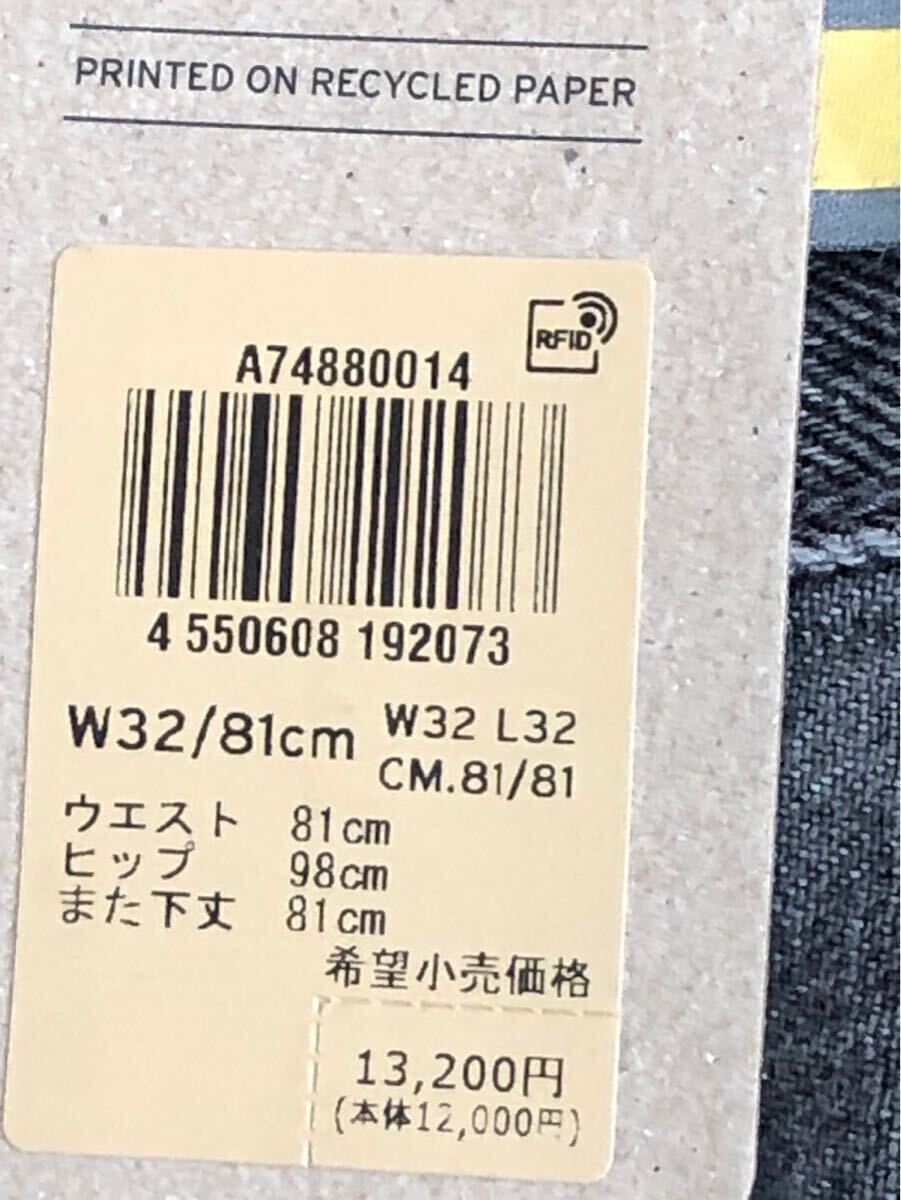 PRINTED ON RECYCLED PAPER
RFID
A74880014
4 550608 192073
W32/81cm
W32 L32
CM.81/81
ウエスト 81cm
ヒップ 98cm
また下丈 81cm
希望小売価格
13,200円
(本体12,000円)